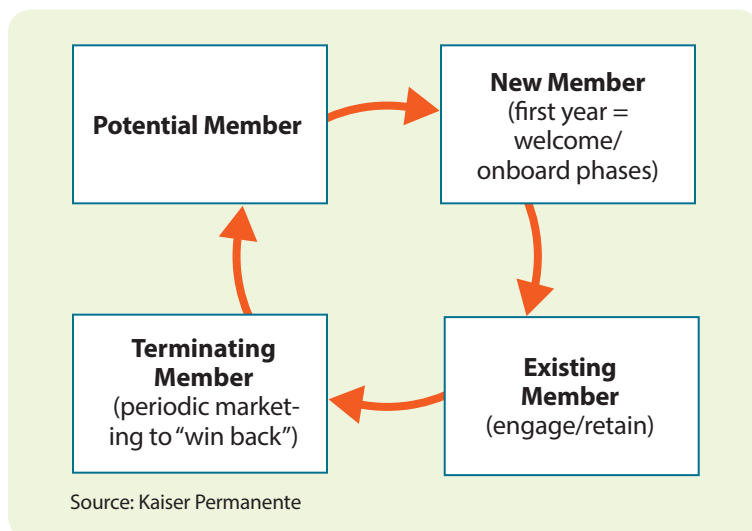 Potential Member
New Member
(first year =
welcome/
onboard phases)
Terminating
Member
(periodic market-
ing to “win back”)
Existing
Member
(engage/retain)
Source: Kaiser Permanente